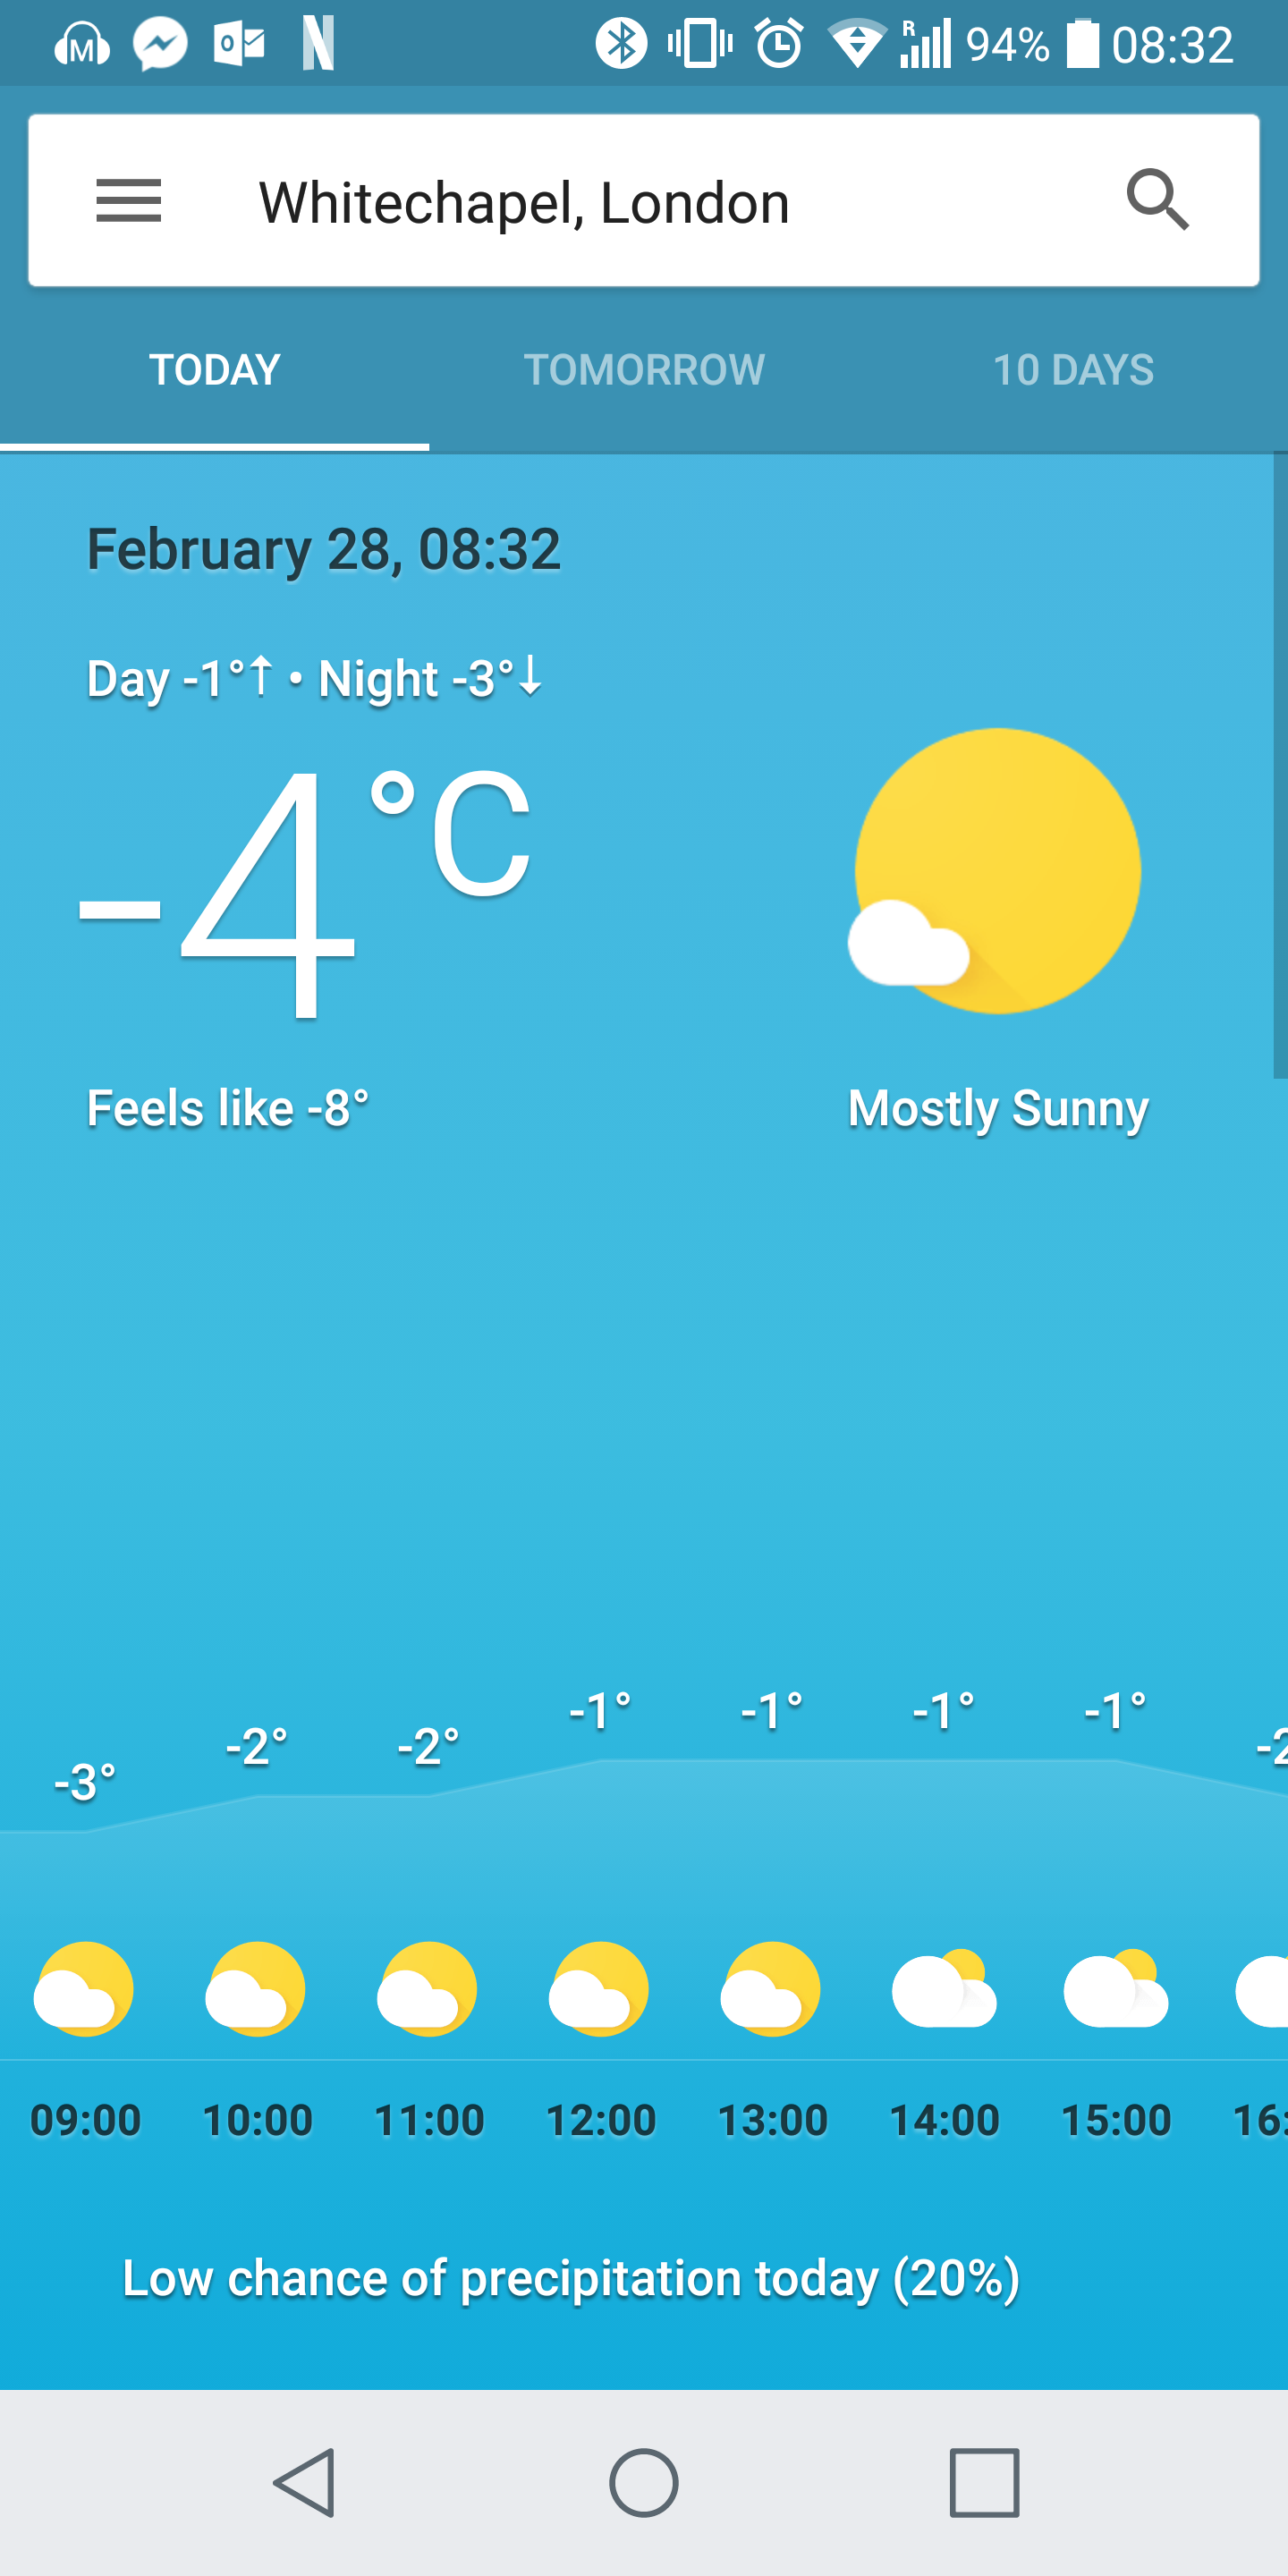 94% 08:32
Whitechapel, London
TODAY TOMORROW 10 DAYS
February 28, 08:32
Day -1°↑ • Night -3°↓
-4°C
Feels like -8° Mostly Sunny
-3° -2° -2° -1° -1° -1° -1° -2
09:00 10:00 11:00 12:00 13:00 14:00 15:00 16:
Low chance of precipitation today (20%)